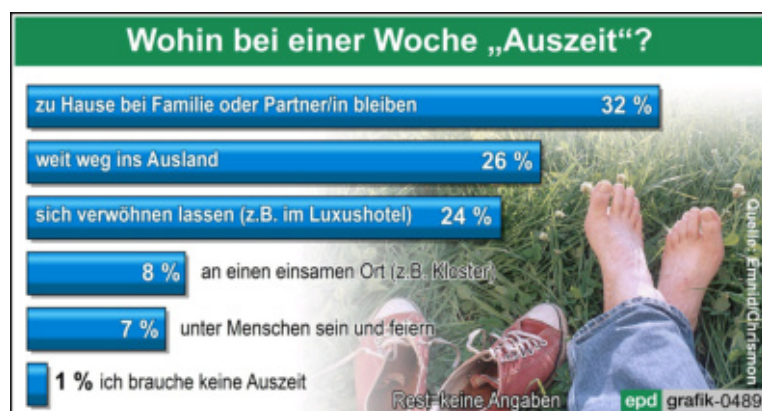 Wohin bei einer Woche „Auszeit“?
zu Hause bei Familie oder Partner/in bleiben 32 %
weit weg ins Ausland 26 %
sich verwöhnen lassen (z.B. im Luxushotel) 24 %
8 % an einen einsamen Ort (z.B. Kloster)
7 % unter Menschen sein und feiern
1 % ich brauche keine Auszeit
Rest=keine Angaben
Quelle: Emnid/Chrismon
epd grafik-0489